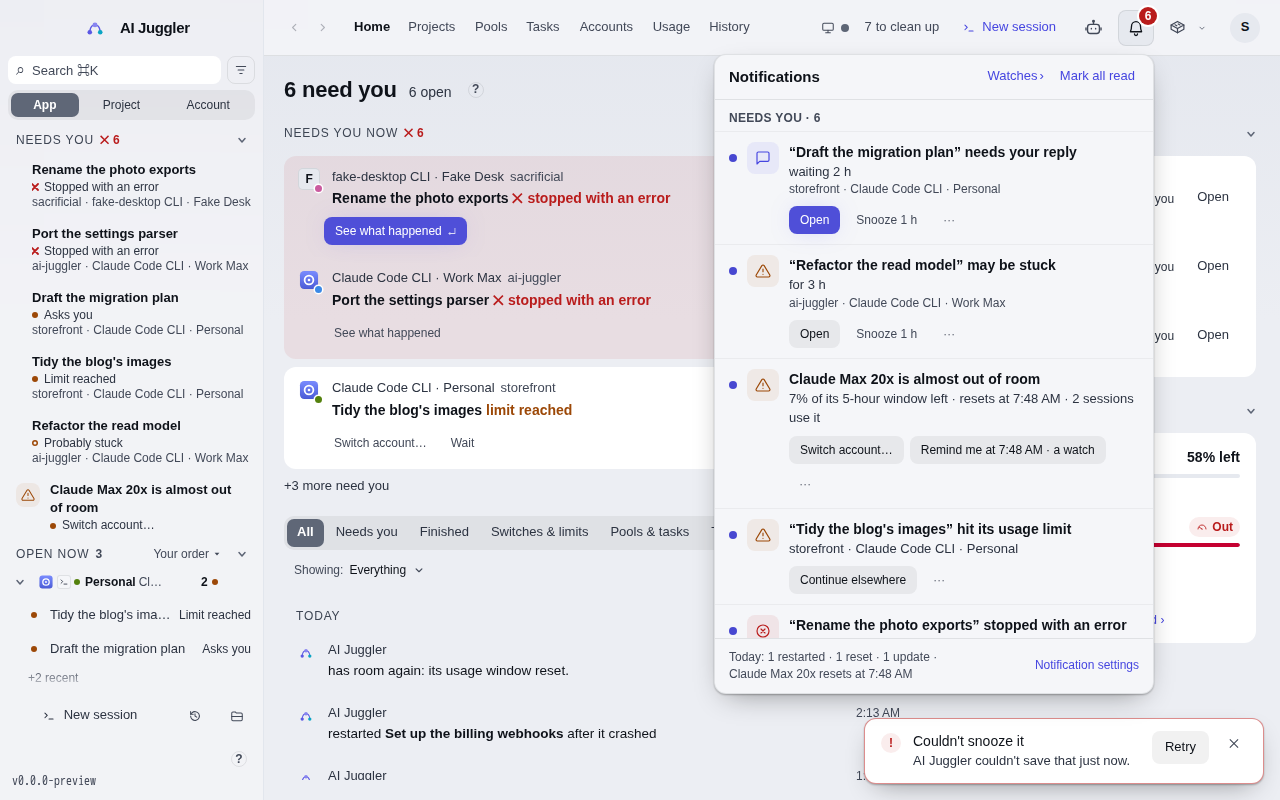 AI Juggler
Search ⌘K
App Project Account
NEEDS YOU 6
Rename the photo exports
Stopped with an error
sacrificial · fake-desktop CLI · Fake Desk
Port the settings parser
Stopped with an error
ai-juggler · Claude Code CLI · Work Max
Draft the migration plan
Asks you
storefront · Claude Code CLI · Personal
Tidy the blog's images
Limit reached
storefront · Claude Code CLI · Personal
Refactor the read model
Probably stuck
ai-juggler · Claude Code CLI · Work Max
Claude Max 20x is almost out of room
Switch account…
OPEN NOW 3 Your order
Personal Cl… 2
Tidy the blog's ima… Limit reached
Draft the migration plan Asks you
+2 recent
New session
?
v0.0.0-preview
Home Projects Pools Tasks Accounts Usage History
7 to clean up New session 6 S
6 need you 6 open ?
NEEDS YOU NOW 6
F fake-desktop CLI · Fake Desk sacrificial
Rename the photo exports stopped with an error
See what happened
Claude Code CLI · Work Max ai-juggler
Port the settings parser stopped with an error
See what happened
Claude Code CLI · Personal storefront
Tidy the blog's images limit reached
Switch account… Wait
+3 more need you
All Needs you Finished Switches & limits Pools & tasks
Showing: Everything
TODAY
AI Juggler
has room again: its usage window reset.
AI Juggler 2:13 AM
restarted Set up the billing webhooks after it crashed
AI Juggler
you Open
you Open
you Open
58% left
Out
Notifications Watches › Mark all read
NEEDS YOU · 6
“Draft the migration plan” needs your reply
waiting 2 h
storefront · Claude Code CLI · Personal
Open Snooze 1 h ···
“Refactor the read model” may be stuck
for 3 h
ai-juggler · Claude Code CLI · Work Max
Open Snooze 1 h ···
Claude Max 20x is almost out of room
7% of its 5-hour window left · resets at 7:48 AM · 2 sessions
use it
Switch account… Remind me at 7:48 AM · a watch
···
“Tidy the blog's images” hit its usage limit
storefront · Claude Code CLI · Personal
Continue elsewhere ···
“Rename the photo exports” stopped with an error
Today: 1 restarted · 1 reset · 1 update ·
Claude Max 20x resets at 7:48 AM
Notification settings
! Couldn't snooze it
AI Juggler couldn't save that just now.
Retry